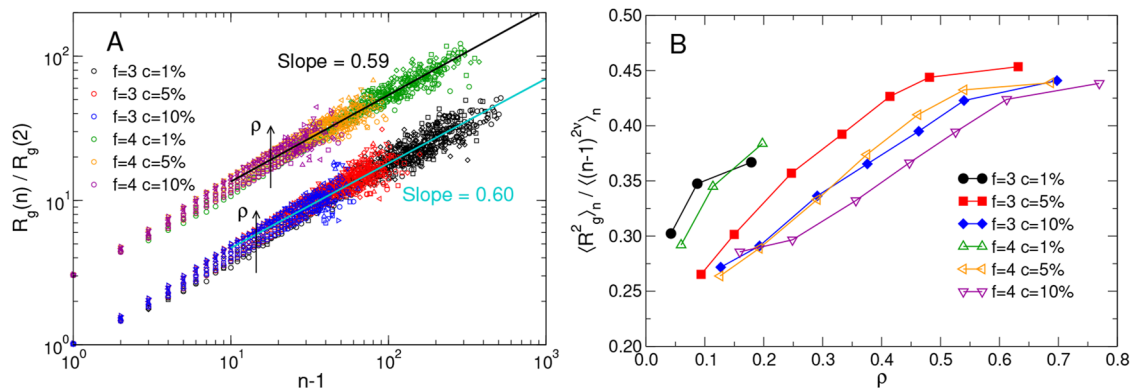 A
Slope = 0.59
f=3 c=1%
f=3 c=5%
f=3 c=10%
f=4 c=1%
f=4 c=5%
f=4 c=10%
ρ
ρ
Slope = 0.60
R_g(n) / R_g(2)
10^2
10^1
10^0
10^0
10^1
10^2
10^3
n-1
B
⟨R_g^2⟩_n / ⟨(n-1)^{2ν}⟩_n
0.50
0.45
0.40
0.35
0.30
0.25
0.20
0.0
0.1
0.2
0.3
0.4
0.5
0.6
0.7
0.8
ρ
f=3 c=1%
f=3 c=5%
f=3 c=10%
f=4 c=1%
f=4 c=5%
f=4 c=10%